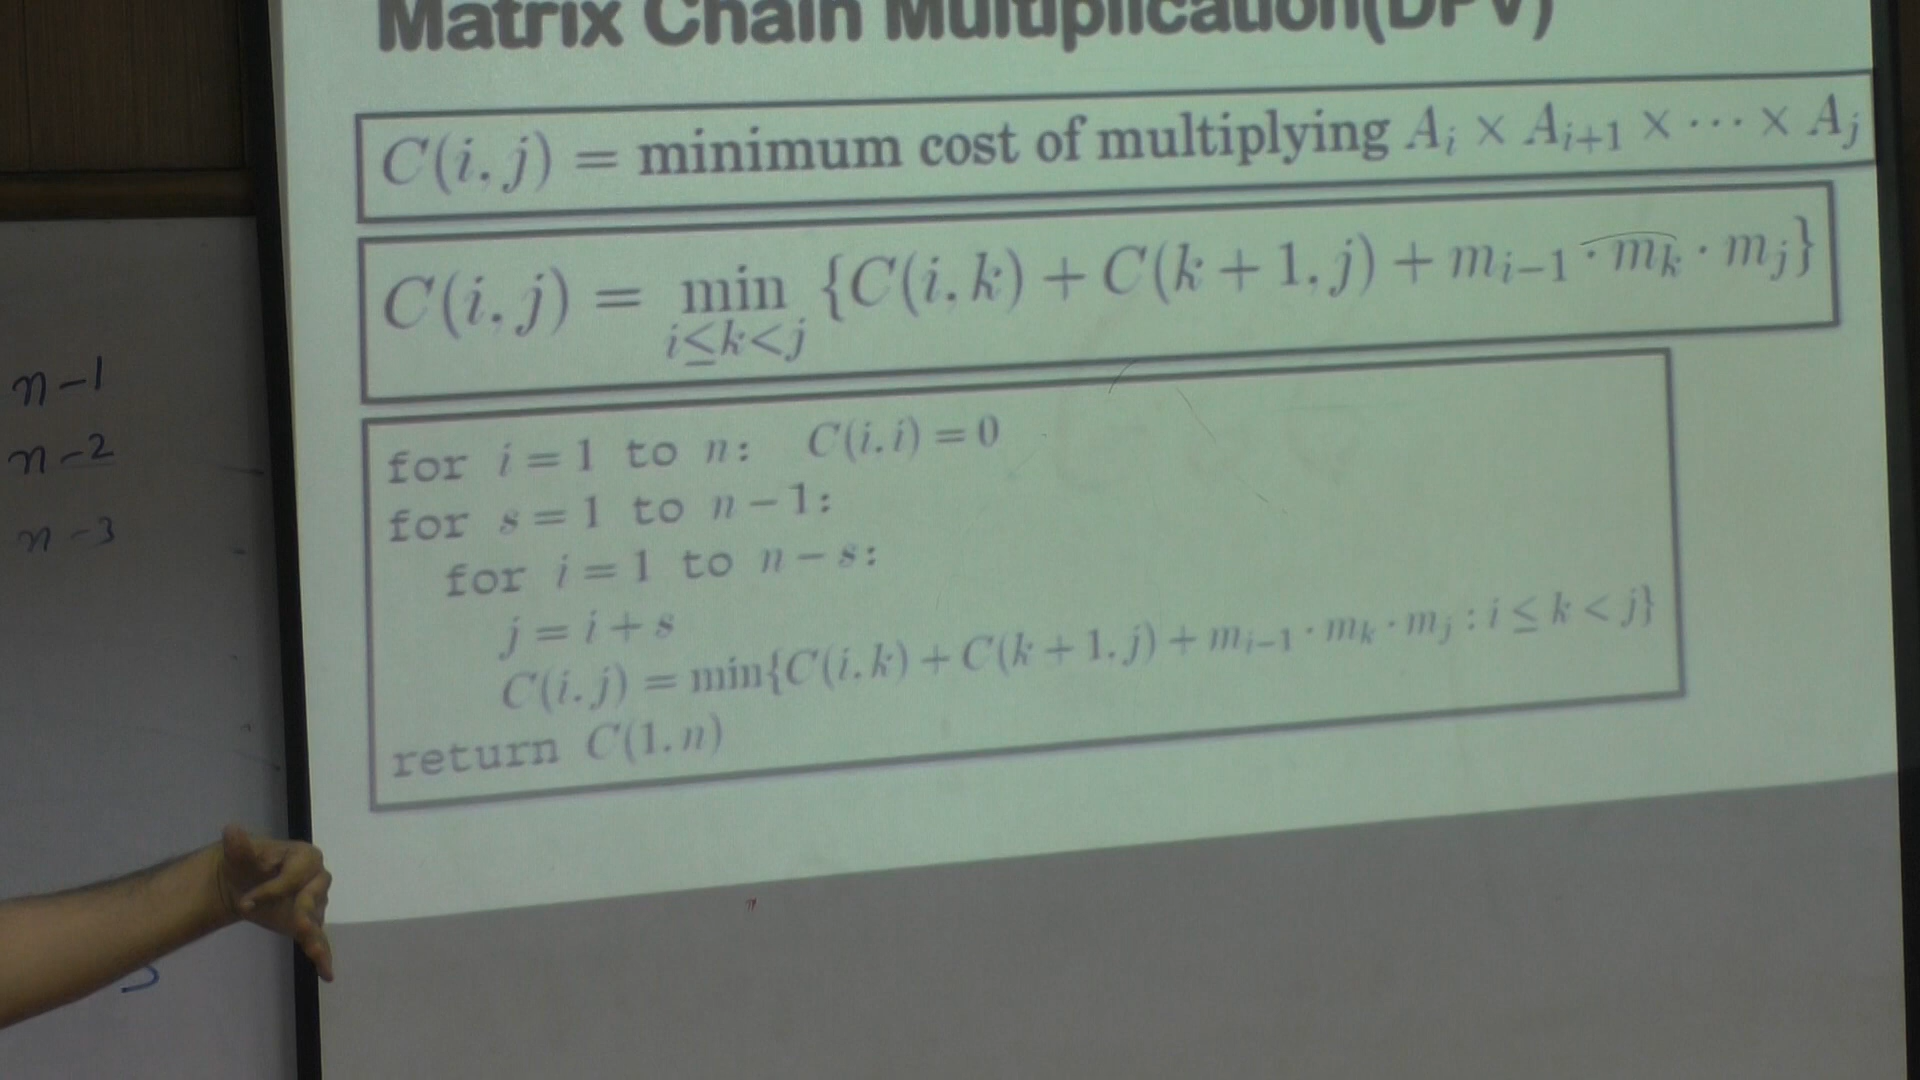 Matrix Chain Multiplication(DPV)
C(i, j) = minimum cost of multiplying A_i × A_{i+1} × ⋯ × A_j
C(i, j) = min_{i≤k<j} {C(i, k) + C(k + 1, j) + m_{i−1} · m_k · m_j}
for i = 1 to n: C(i, i) = 0
for s = 1 to n − 1:
for i = 1 to n − s:
j = i + s
C(i, j) = min{C(i, k) + C(k + 1, j) + m_{i−1} · m_k · m_j : i ≤ k < j}
return C(1, n)
n-1
n-2
n-3